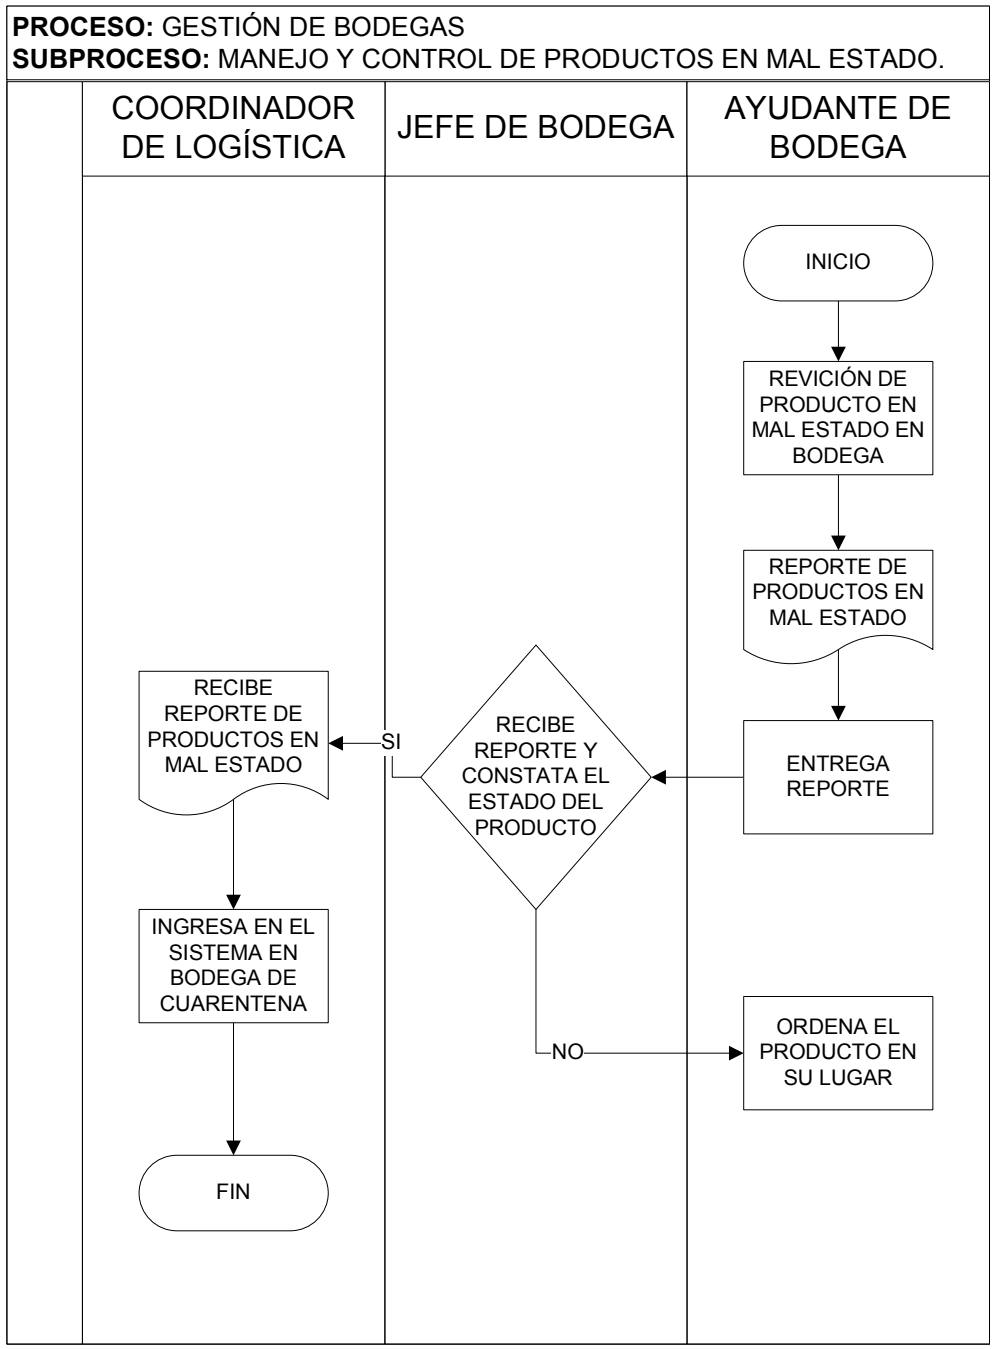 PROCESO: GESTIÓN DE BODEGAS
SUBPROCESO: MANEJO Y CONTROL DE PRODUCTOS EN MAL ESTADO.
COORDINADOR
DE LOGÍSTICA
JEFE DE BODEGA
AYUDANTE DE
BODEGA
INICIO
REVICIÓN DE
PRODUCTO EN
MAL ESTADO EN
BODEGA
REPORTE DE
PRODUCTOS EN
MAL ESTADO
ENTREGA
REPORTE
RECIBE
REPORTE Y
CONSTATA EL
ESTADO DEL
PRODUCTO
SI
RECIBE
REPORTE DE
PRODUCTOS EN
MAL ESTADO
INGRESA EN EL
SISTEMA EN
BODEGA DE
CUARENTENA
FIN
NO
ORDENA EL
PRODUCTO EN
SU LUGAR